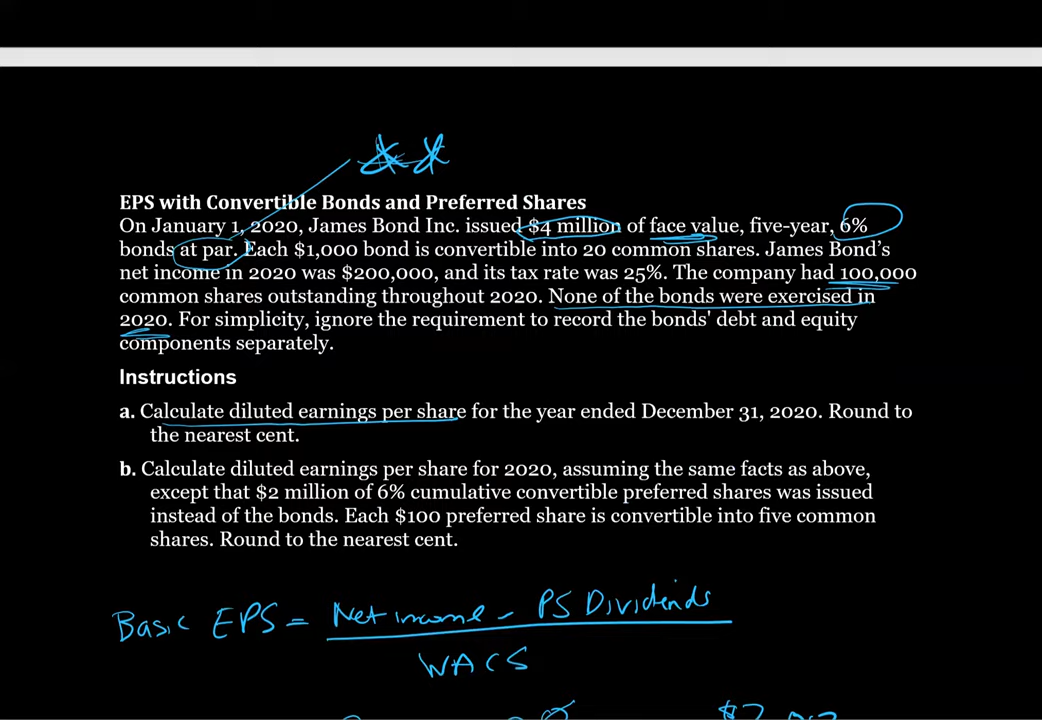 EPS with Convertible Bonds and Preferred Shares
On January 1, 2020, James Bond Inc. issued $4 million of face value, five-year, 6%
bonds at par. Each $1,000 bond is convertible into 20 common shares. James Bond's
net income in 2020 was $200,000, and its tax rate was 25%. The company had 100,000
common shares outstanding throughout 2020. None of the bonds were exercised in
2020. For simplicity, ignore the requirement to record the bonds' debt and equity
components separately.
Instructions
a. Calculate diluted earnings per share for the year ended December 31, 2020. Round to
the nearest cent.
b. Calculate diluted earnings per share for 2020, assuming the same facts as above,
except that $2 million of 6% cumulative convertible preferred shares was issued
instead of the bonds. Each $100 preferred share is convertible into five common
shares. Round to the nearest cent.
Basic EPS = Net income - PS Dividends
WACS